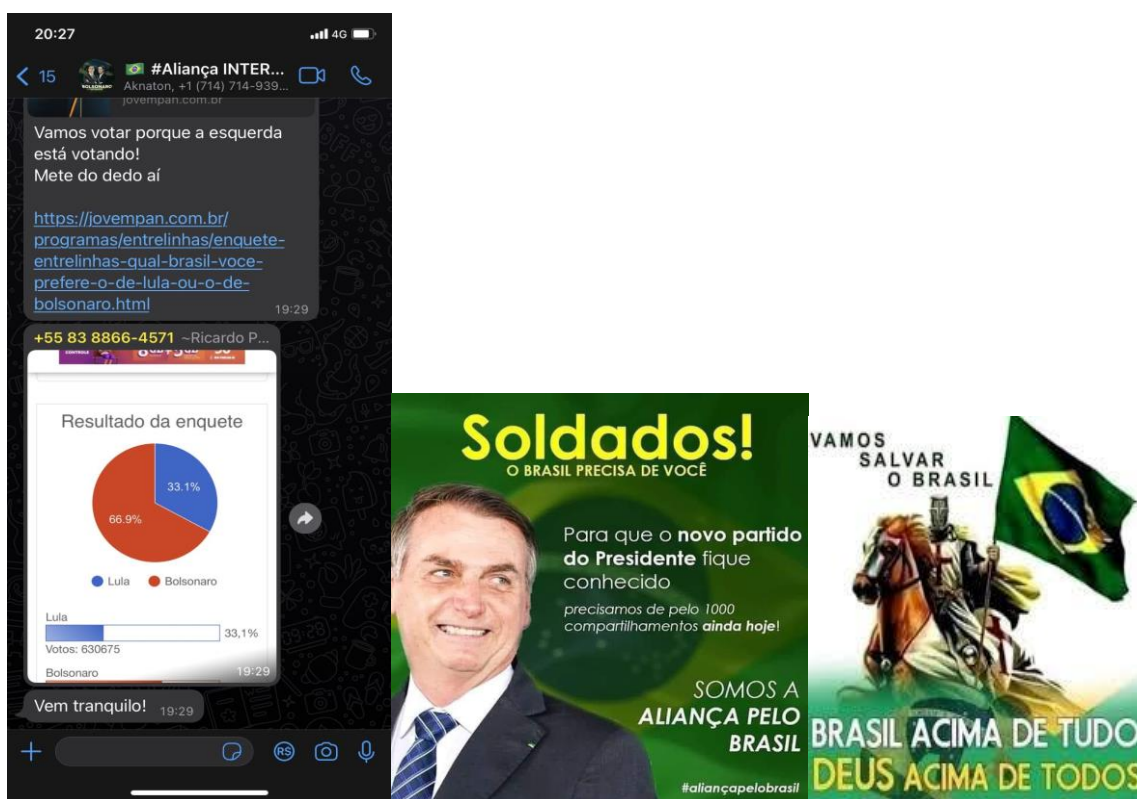 20:27
4G
15
#Aliança INTER...
Aknaton, +1 (714) 714-939...
BOLSONARO
jovempan.com.br
Vamos votar porque a esquerda
está votando!
Mete do dedo aí
https://jovempan.com.br/
programas/entrelinhas/enquete-
entrelinhas-qual-brasil-voce-
prefere-o-de-lula-ou-o-de-
bolsonaro.html
19:29
+55 83 8866-4571 ~Ricardo P...
CONTROLE
Resultado da enquete
33.1%
66.9%
Lula
Bolsonaro
Lula
33,1%
Votos: 630675
Bolsonaro
19:29
Vem tranquilo!
19:29
RS
Soldados!
O BRASIL PRECISA DE VOCÊ
Para que o novo partido
do Presidente fique
conhecido
precisamos de pelo 1000
compartilhamentos ainda hoje!
SOMOS A
ALIANÇA PELO
BRASIL
#aliançapelobrasil
VAMOS
SALVAR
O BRASIL
BRASIL ACIMA DE TUDO
DEUS ACIMA DE TODOS